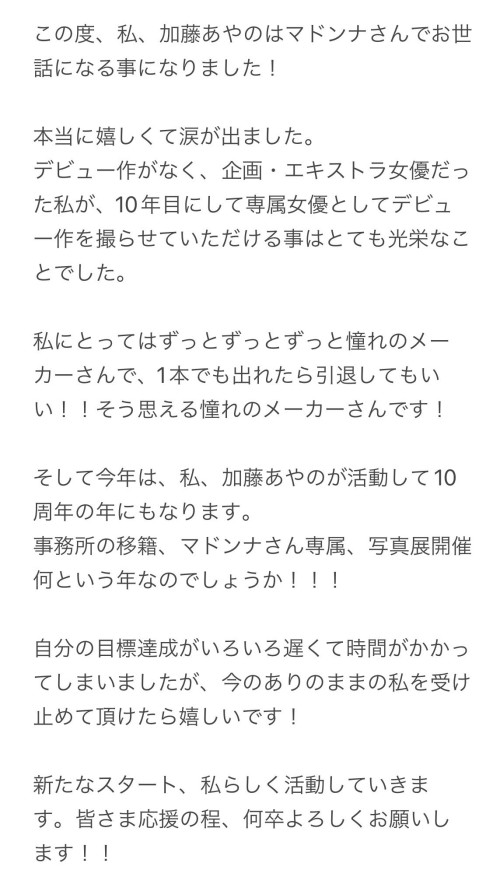 この度、私、加藤あやのはマドンナさんでお世
話になる事になりました！
本当に嬉しくて涙が出ました。
デビュー作がなく、企画・エキストラ女優だっ
た私が、10年目にして専属女優としてデビュ
ー作を撮らせていただける事はとても光栄なこ
とでした。
私にとってはずっとずっとずっと憧れのメー
カーさんで、1本でも出れたら引退してもい
い！！そう思える憧れのメーカーさんです！
そして今年は、私、加藤あやのが活動して10
周年の年にもなります。
事務所の移籍、マドンナさん専属、写真展開催
何という年なのでしょうか！！！
自分の目標達成がいろいろ遅くて時間がかかっ
てしまいましたが、今のありのままの私を受け
止めて頂けたら嬉しいです！
新たなスタート、私らしく活動していきま
す。皆さま応援の程、何卒よろしくお願いし
ます！！